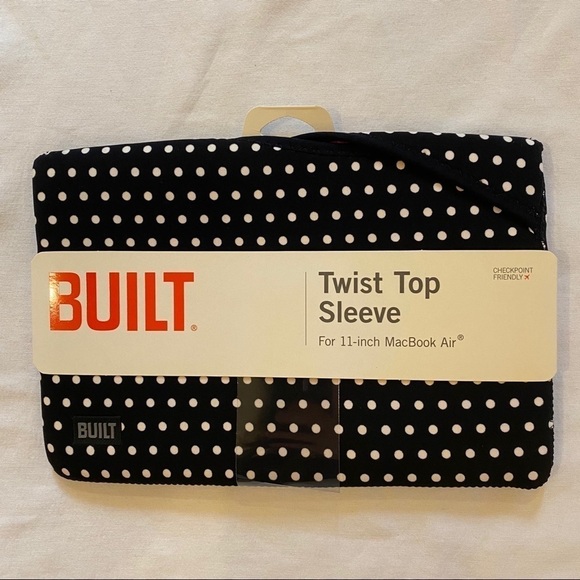 BUILT®
Twist Top
Sleeve
For 11-inch MacBook Air®
CHECKPOINT
FRIENDLY
BUILT